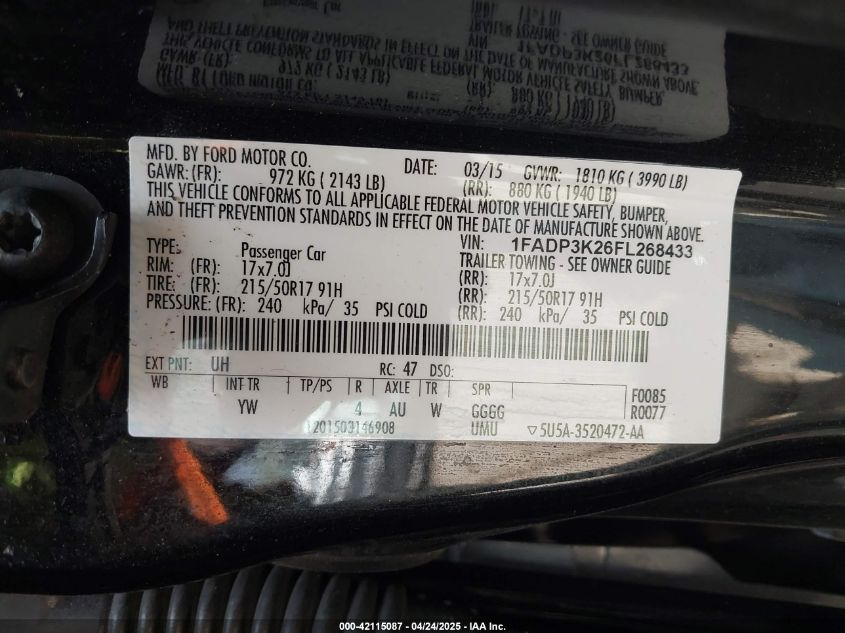 MFD. BY FORD MOTOR CO. DATE: 03/15 GVWR: 1810 KG ( 3990 LB)
GAWR: (FR): 972 KG ( 2143 LB) (RR): 880 KG ( 1940 LB)
THIS VEHICLE CONFORMS TO ALL APPLICABLE FEDERAL MOTOR VEHICLE SAFETY, BUMPER,
AND THEFT PREVENTION STANDARDS IN EFFECT ON THE DATE OF MANUFACTURE SHOWN ABOVE.
VIN: 1FADP3K26FL268433
TYPE: Passenger Car TRAILER TOWING - SEE OWNER GUIDE
RIM: (FR): 17x7.0J (RR): 17x7.0J
TIRE: (FR): 215/50R17 91H (RR): 215/50R17 91H
PRESSURE: (FR): 240 kPa/ 35 PSI COLD (RR): 240 kPa/ 35 PSI COLD
EXT PNT: UH RC: 47 DSO:
WB INT TR TP/PS R AXLE TR SPR F0085
YW 4 AU W GGGG R0077
1201503146908 UMU ▽5U5A-3520472-AA
000-42115087 - 04/24/2025 - IAA Inc.